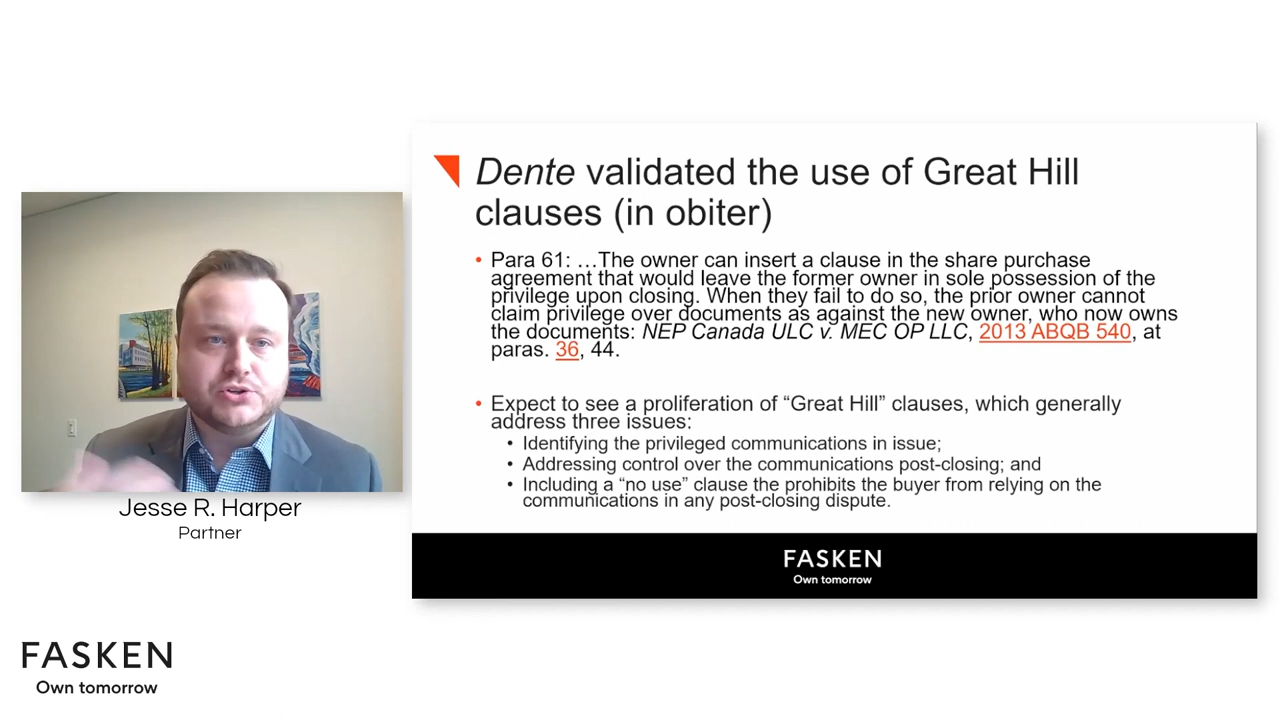 Dente validated the use of Great Hill
clauses (in obiter)
• Para 61: …The owner can insert a clause in the share purchase
agreement that would leave the former owner in sole possession of the
privilege upon closing. When they fail to do so, the prior owner cannot
claim privilege over documents as against the new owner, who now owns
the documents: NEP Canada ULC v. MEC OP LLC, 2013 ABQB 540, at
paras. 36, 44.
• Expect to see a proliferation of “Great Hill” clauses, which generally
address three issues:
• Identifying the privileged communications in issue;
• Addressing control over the communications post-closing; and
• Including a “no use” clause the prohibits the buyer from relying on the
communications in any post-closing dispute.
FASKEN
Own tomorrow
Jesse R. Harper
Partner
FASKEN
Own tomorrow